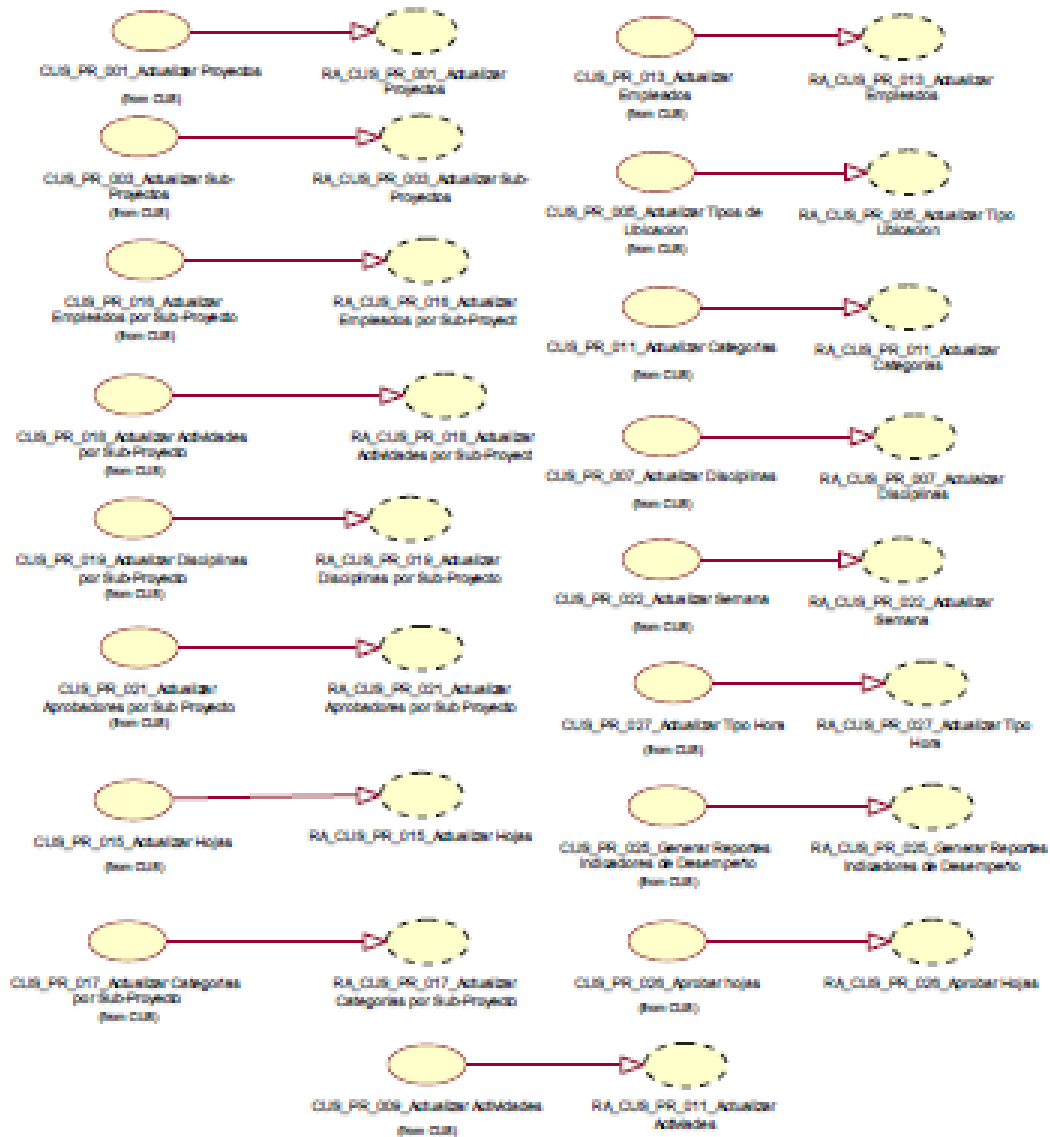 CUS_PR_001_Actualizar Proyectos
(from CUS)
RA_CUS_PR_001_Actualizar
Proyectos
CUS_PR_013_Actualizar
Empleados
(from CUS)
RA_CUS_PR_013_Actualizar
Empleados
CUS_PR_003_Actualizar Sub-
Proyectos
(from CUS)
RA_CUS_PR_003_Actualizar Sub-
Proyectos
CUS_PR_005_Actualizar Tipos de
Ubicacion
(from CUS)
RA_CUS_PR_005_Actualizar Tipo
Ubicacion
CUS_PR_016_Actualizar
Empleados por Sub-Proyecto
(from CUS)
RA_CUS_PR_016_Actualizar
Empleados por Sub-Proyect
CUS_PR_011_Actualizar Categorias
(from CUS)
RA_CUS_PR_011_Actualizar
Categorias
CUS_PR_018_Actualizar Actividades
por Sub-Proyecto
(from CUS)
RA_CUS_PR_018_Actualizar
Actividades por Sub-Proyect
CUS_PR_007_Actualizar Disciplinas
(from CUS)
RA_CUS_PR_007_Actulaizar
Disciplinas
CUS_PR_019_Actualizar Disciplinas
por Sub-Proyecto
(from CUS)
RA_CUS_PR_019_Actualizar
Disciplinas por Sub-Proyecto
CUS_PR_022_Actualizar Semana
(from CUS)
RA_CUS_PR_022_Actualizar
Semana
CUS_PR_021_Actualizar
Aprobadores por Sub Proyecto
(from CUS)
RA_CUS_PR_021_Actualizar
Aprobadores por Sub Proyecto
CUS_PR_027_Actualizar Tipo Hora
(from CUS)
RA_CUS_PR_027_Actualizar Tipo
Hora
CUS_PR_015_Actualizar Hojas
(from CUS)
RA_CUS_PR_015_Actualizar Hojas
CUS_PR_025_Generar Reportes
Indicadores de Desempeño
(from CUS)
RA_CUS_PR_025_Generar Reportes
Indicadores de Desempeño
CUS_PR_017_Actualizar Categorias
por Sub-Proyecto
(from CUS)
RA_CUS_PR_017_Actualizar
Categorias por Sub-Proyecto
CUS_PR_026_Aprobar hojas
(from CUS)
RA_CUS_PR_026_Aprobar Hojas
CUS_PR_009_Actualizar Actividades
(from CUS)
RA_CUS_PR_011_Actualizar
Actividades